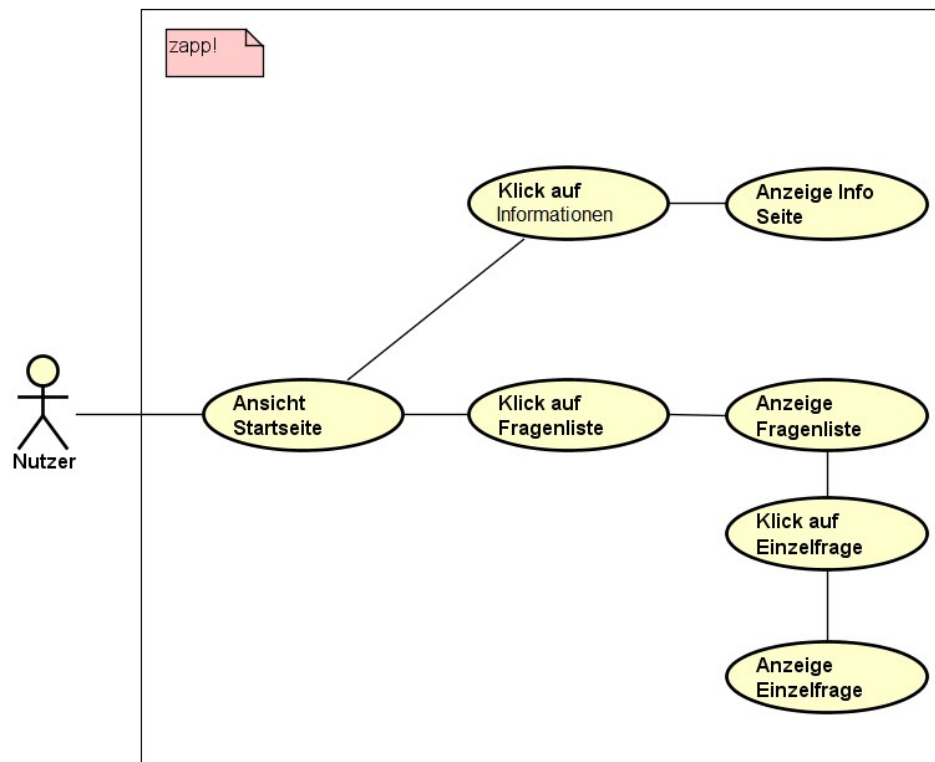 zapp!
Klick auf
Informationen
Anzeige Info
Seite
Nutzer
Ansicht
Startseite
Klick auf
Fragenliste
Anzeige
Fragenliste
Klick auf
Einzelfrage
Anzeige
Einzelfrage